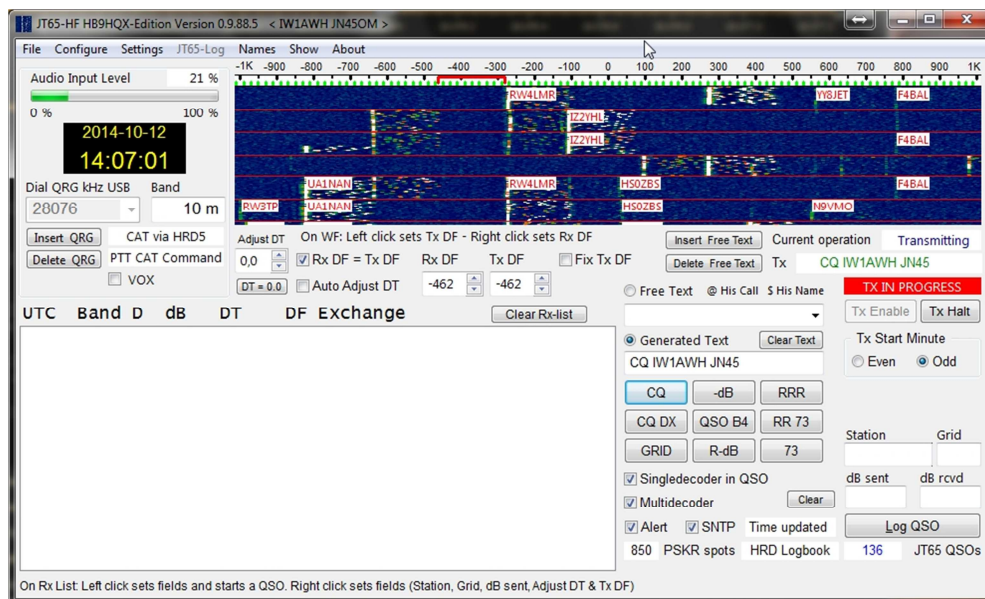 JT65-HF HB9HQX-Edition Version 0.9.88.5 < IW1AWH JN45OM >
File Configure Settings JT65-Log Names Show About
Audio Input Level 21 %
0 % 100 %
2014-10-12
14:07:01
Dial QRG kHz USB Band
28076 10 m
Insert QRG CAT via HRD5
Delete QRG PTT CAT Command
VOX
-1K -900 -800 -700 -600 -500 -400 -300 -200 -100 0 100 200 300 400 500 600 700 800 900 1K
RW4LMR YY8JET F4BAL
IZ2YHL
IZ2YHL F4BAL
UA1NAN RW4LMR HS0ZBS F4BAL
RW3TP UA1NAN HS0ZBS N9VMO
Adjust DT On WF: Left click sets Tx DF - Right click sets Rx DF
0,0 Rx DF = Tx DF Rx DF Tx DF Fix Tx DF
DT = 0.0 Auto Adjust DT -462 -462
Insert Free Text Current operation Transmitting
Delete Free Text Tx CQ IW1AWH JN45
Free Text @ His Call $ His Name TX IN PROGRESS
Tx Enable Tx Halt
UTC Band D dB DT DF Exchange Clear Rx-list
Generated Text Clear Text Tx Start Minute
CQ IW1AWH JN45 Even Odd
CQ -dB RRR
CQ DX QSO B4 RR 73
GRID R-dB 73
Station Grid
Singledecoder in QSO dB sent dB rcvd
Multidecoder Clear
Alert SNTP Time updated Log QSO
850 PSKR spots HRD Logbook 136 JT65 QSOs
On Rx List: Left click sets fields and starts a QSO. Right click sets fields (Station, Grid, dB sent, Adjust DT & Tx DF)